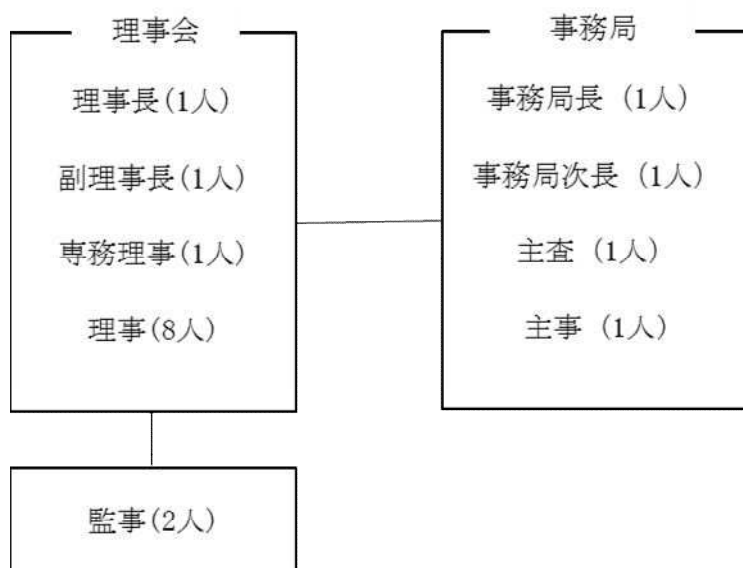 理事会
理事長(1人)
副理事長(1人)
専務理事(1人)
理事(8人)
監事(2人)
事務局
事務局長 (1人)
事務局次長 (1人)
主査 (1人)
主事 (1人)